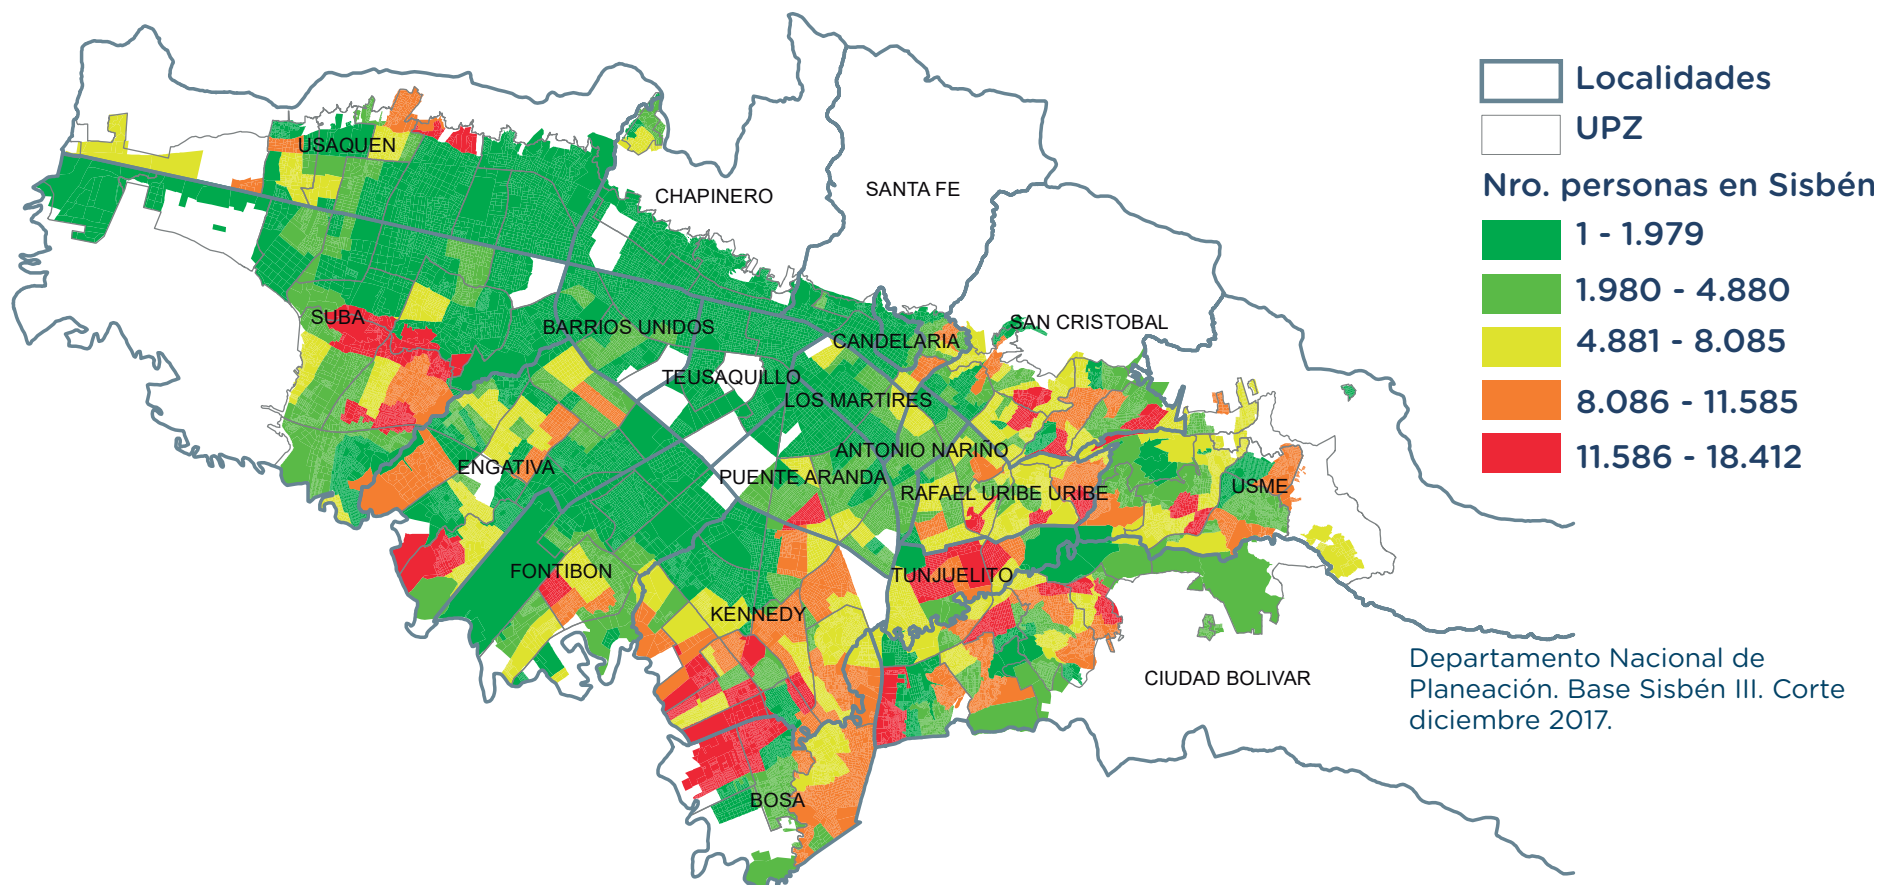 Localidades
UPZ
Nro. personas en Sisbén
1 - 1.979
1.980 - 4.880
4.881 - 8.085
8.086 - 11.585
11.586 - 18.412
USAQUEN
CHAPINERO
SANTA FE
SUBA
BARRIOS UNIDOS
CANDELARIA
SAN CRISTOBAL
TEUSAQUILLO
LOS MARTIRES
ANTONIO NARIÑO
ENGATIVA
PUENTE ARANDA
RAFAEL URIBE URIBE
USME
FONTIBON
TUNJUELITO
KENNEDY
CIUDAD BOLIVAR
BOSA
Departamento Nacional de
Planeación. Base Sisbén III. Corte
diciembre 2017.